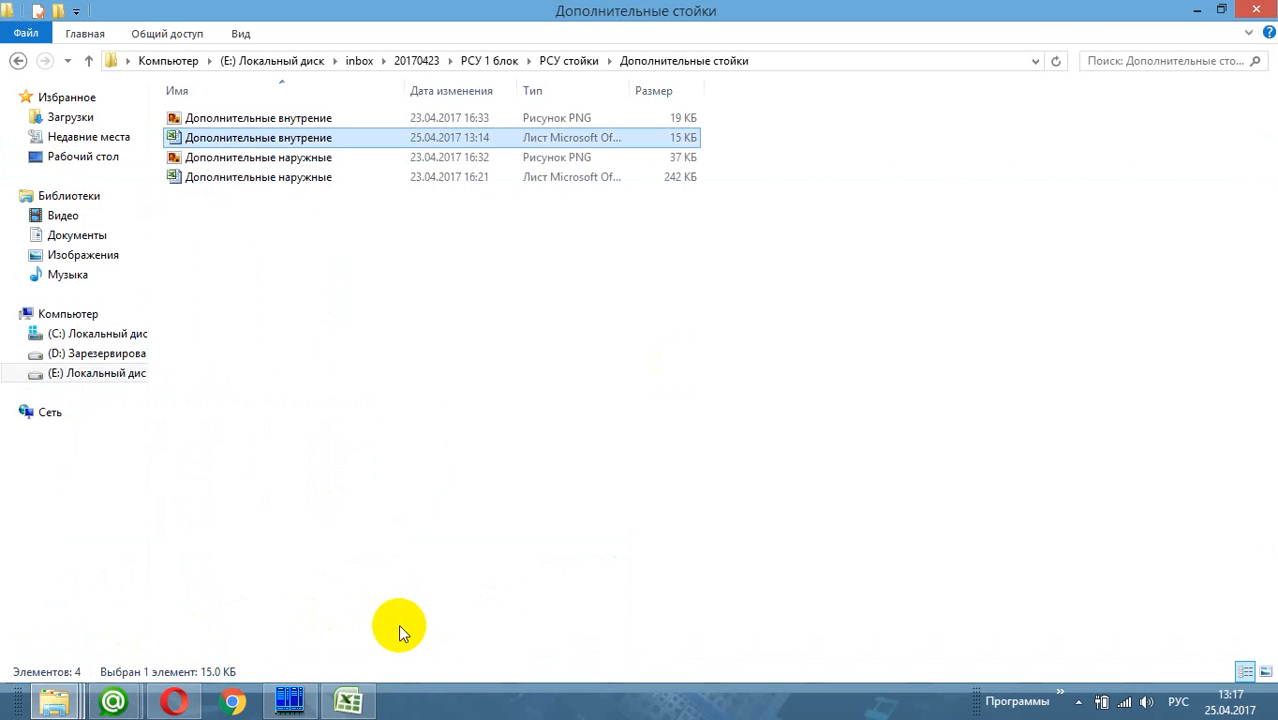 Дополнительные стойки
Файл Главная Общий доступ Вид
Компьютер (E:) Локальный диск inbox 20170423 РСУ 1 блок РСУ стойки Дополнительные стойки Поиск: Дополнительные сто...
Имя Дата изменения Тип Размер
Избранное
Загрузки
Недавние места
Рабочий стол
Библиотеки
Видео
Документы
Изображения
Музыка
Компьютер
(C:) Локальный дис
(D:) Зарезервирова
(E:) Локальный дис
Сеть
Дополнительные внутрение 23.04.2017 16:33 Рисунок PNG 19 КБ
Дополнительные внутрение 25.04.2017 13:14 Лист Microsoft Of... 15 КБ
Дополнительные наружные 23.04.2017 16:32 Рисунок PNG 37 КБ
Дополнительные наружные 23.04.2017 16:21 Лист Microsoft Of... 242 КБ
Элементов: 4 Выбран 1 элемент: 15.0 КБ
Программы РУС 13:17
25.04.2017